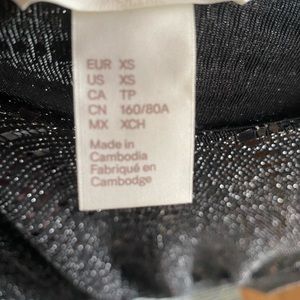 EUR XS
US XS
CA TP
CN 160/80A
MX XCH
Made in
Cambodia
Fabriqué en
Cambodge